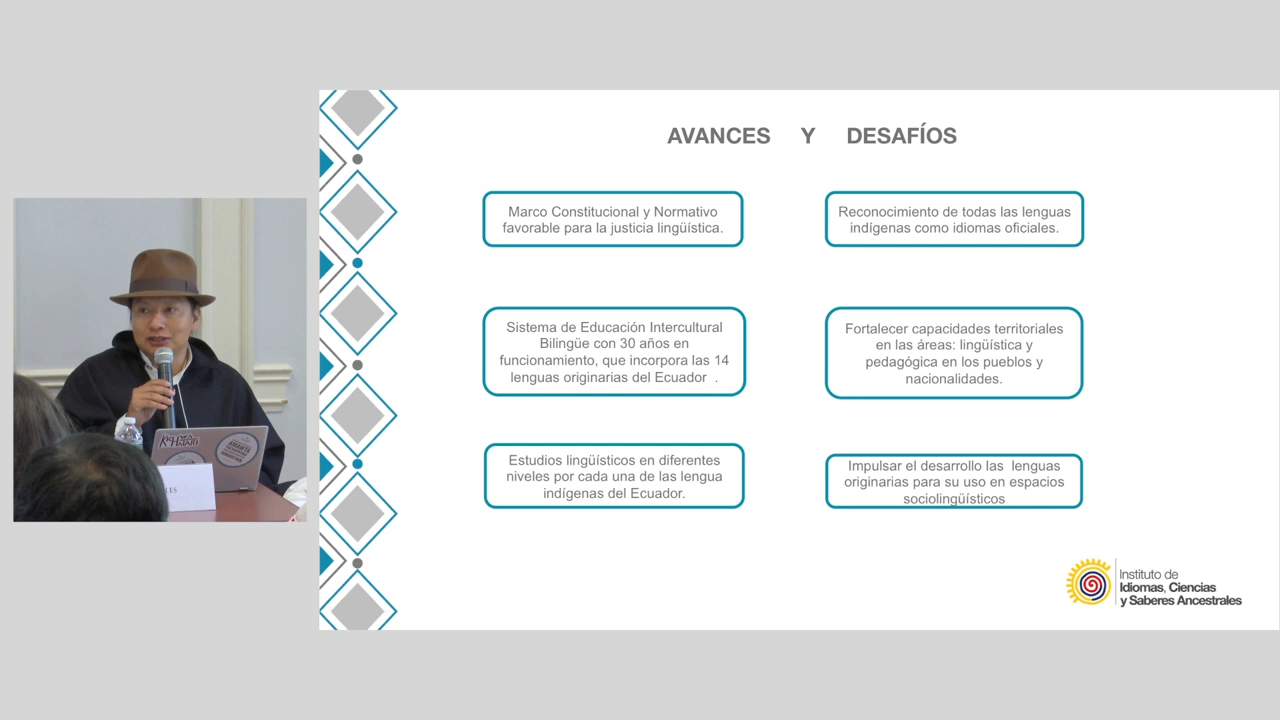 AVANCES Y DESAFÍOS
Marco Constitucional y Normativo
favorable para la justicia lingüística.
Reconocimiento de todas las lenguas
indígenas como idiomas oficiales.
Sistema de Educación Intercultural
Bilingüe con 30 años en
funcionamiento, que incorpora las 14
lenguas originarias del Ecuador .
Fortalecer capacidades territoriales
en las áreas: lingüística y
pedagógica en los pueblos y
nacionalidades.
Estudios lingüísticos en diferentes
niveles por cada una de las lengua
indígenas del Ecuador.
Impulsar el desarrollo las lenguas
originarias para su uso en espacios
sociolingüísticos
Instituto de
Idiomas, Ciencias
y Saberes Ancestrales